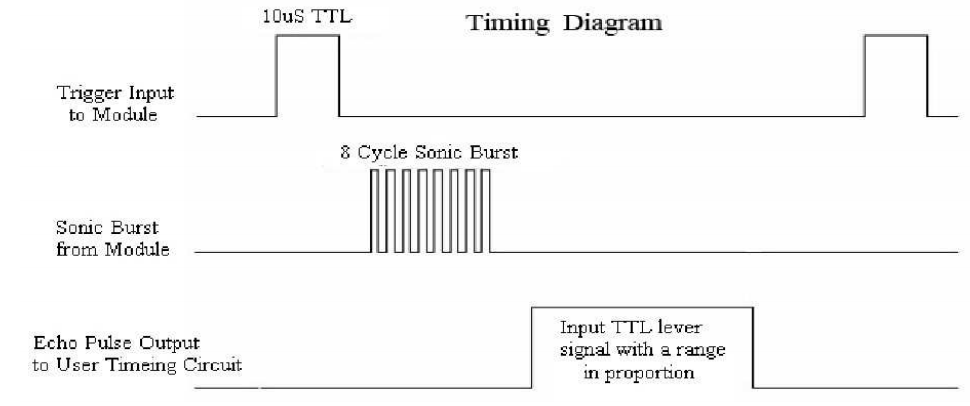 10uS TTL
Timing Diagram
Trigger Input
to Module
8 Cycle Sonic Burst
Sonic Burst
from Module
Echo Pulse Output
to User Timeing Circuit
Input TTL lever
signal with a range
in proportion